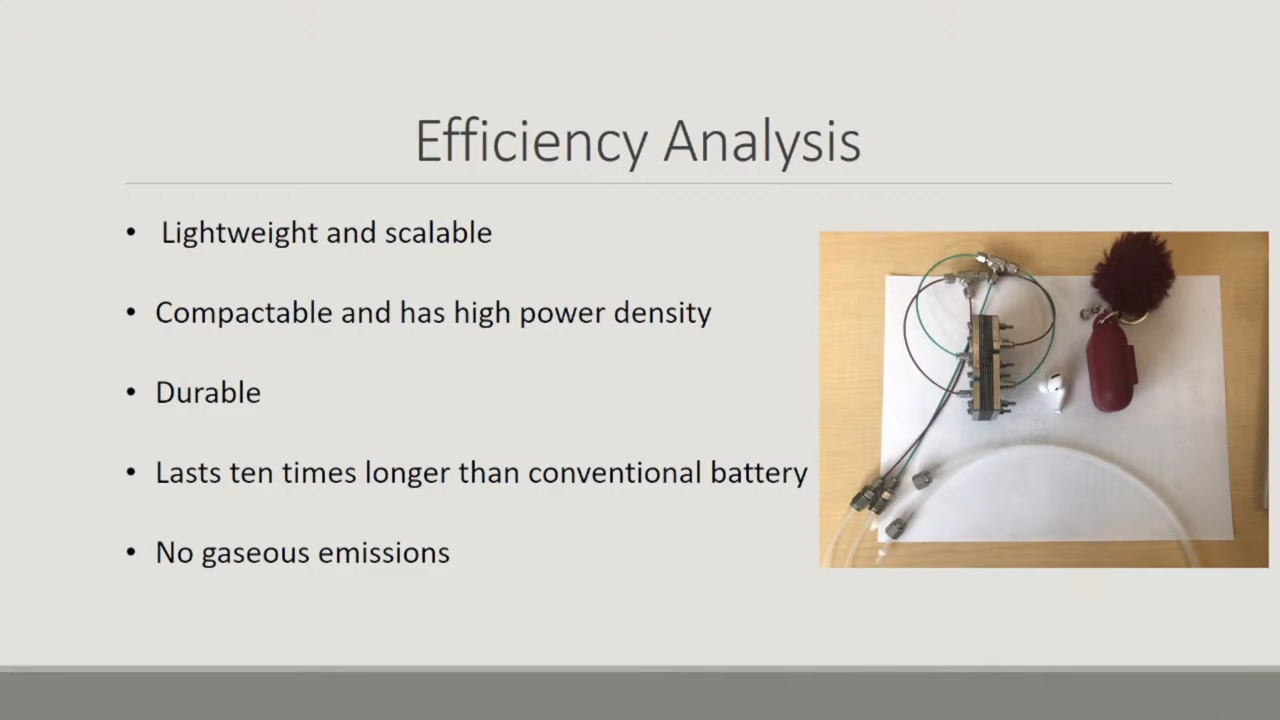 Efficiency Analysis
• Lightweight and scalable
• Compactable and has high power density
• Durable
• Lasts ten times longer than conventional battery
• No gaseous emissions